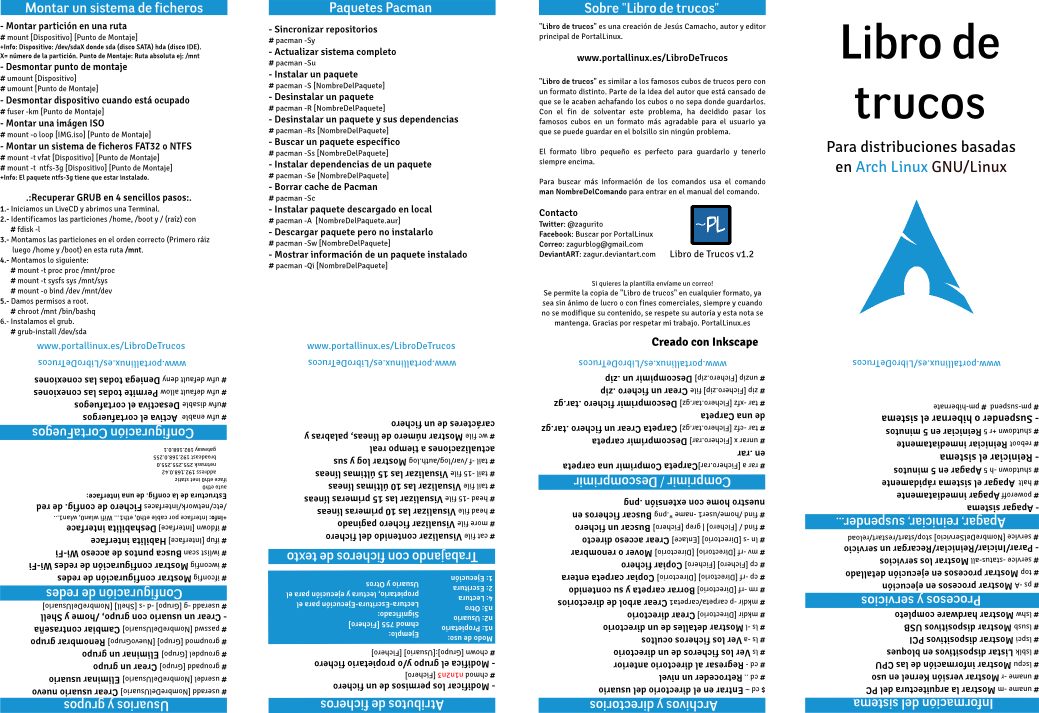 Montar un sistema de ficheros
- Montar partición en una ruta
# mount [Dispositivo] [Punto de Montaje]
+Info: Dispositivo: /dev/sdaX donde sda (disco SATA) hda (disco IDE).
X= número de la partición. Punto de Montaje: Ruta absoluta ej: /mnt
- Desmontar punto de montaje
# umount [Dispositivo]
# umount [Punto de Montaje]
- Desmontar dispositivo cuando está ocupado
# fuser -km [Punto de Montaje]
- Montar una imágen ISO
# mount -o loop [IMG.iso] [Punto de Montaje]
- Montar un sistema de ficheros FAT32 o NTFS
# mount -t vfat [Dispositivo] [Punto de Montaje]
# mount -t ntfs-3g [Dispositivo] [Punto de Montaje]
+Info: El paquete ntfs-3g tiene que estar instalado.
.:Recuperar GRUB en 4 sencillos pasos:.
1.- Iniciamos un LiveCD y abrimos una Terminal.
2.- Identificamos las particiones /home, /boot y / (raíz) con
# fdisk -l
3.- Montamos las particiones en el orden correcto (Primero ráiz
luego /home y /boot) en esta ruta /mnt.
4.- Montamos lo siguiente:
# mount -t proc proc /mnt/proc
# mount -t sysfs sys /mnt/sys
# mount -o bind /dev /mnt/dev
5.- Damos permisos a root.
# chroot /mnt /bin/bashq
6.- Instalamos el grub.
# grub-install /dev/sda
www.portallinux.es/LibroDeTrucos
Paquetes Pacman
- Sincronizar repositorios
# pacman -Sy
- Actualizar sistema completo
# pacman -Su
- Instalar un paquete
# pacman -S [NombreDelPaquete]
- Desinstalar un paquete
# pacman -R [NombreDelPaquete]
- Desinstalar un paquete y sus dependencias
# pacman -Rs [NombreDelPaquete]
- Buscar un paquete específico
# pacman -Ss [NombreDelPaquete]
- Instalar dependencias de un paquete
# pacman -Se [NombreDelPaquete]
- Borrar cache de Pacman
# pacman -Sc
- Instalar paquete descargado en local
# pacman -A [NombreDelPaquete.aur]
- Descargar paquete pero no instalarlo
# pacman -Sw [NombreDelPaquete]
- Mostrar información de un paquete instalado
# pacman -Qi [NombreDelPaquete]
www.portallinux.es/LibroDeTrucos
Sobre "Libro de trucos"
"Libro de trucos" es una creación de Jesús Camacho, autor y editor
principal de PortalLinux.
www.portallinux.es/LibroDeTrucos
"Libro de trucos" es similar a los famosos cubos de trucos pero con
un formato distinto. Parte de la idea del autor que está cansado de
que se le acaben achafando los cubos o no sepa donde guardarlos.
Con el fin de solventar este problema, ha decidido pasar los
famosos cubos en un formato más agradable para el usuario ya
que se puede guardar en el bolsillo sin ningún problema.
El formato libro pequeño es perfecto para guardarlo y tenerlo
siempre encima.
Para buscar más información de los comandos usa el comando
man NombreDelComando para entrar en el manual del comando.
Contacto
Twitter: @zagurito
Facebook: Buscar por PortalLinux
Correo: zagurblog@gmail.com
DeviantART: zagur.deviantart.com
~PL
Libro de Trucos v1.2
Si quieres la plantilla envíame un correo!
Se permite la copia de "Libro de trucos" en cualquier formato, ya
sea sin ánimo de lucro o con fines comerciales, siempre y cuando
no se modifique su contenido, se respete su autoría y esta nota se
mantenga. Gracias por respetar mi trabajo. PortalLinux.es
Creado con Inkscape
Libro de
trucos
Para distribuciones basadas
en Arch Linux GNU/Linux
Información del sistema
# uname -m Mostrar la arquitectura del PC
# uname -r Mostrar versión kernel en uso
# lscpu Mostrar información de las CPU
# lsblk Listar dispositivos en bloques
# lspci Mostrar dispositivos PCI
# lsusb Mostrar dispositivos USB
# lshw Mostrar hardware completo
Procesos y servicios
# ps -A Mostrar procesos en ejecución
# top Mostrar procesos en ejecución detallado
# service -status-all Mostrar los servicios
- Parar/Iniciar/Reiniciar/Recargar un servicio
# service [NombreDeServicio] stop/start/restart/reload
Apagar, reiniciar, suspender...
- Apagar el sistema
# poweroff Apagar inmediatamente
# halt Apagar el sistema rápidamente
# shutdown -h 5 Apagar en 5 minutos
- Reiniciar el sistema
# reboot Reiniciar inmediatamente
# shutdown +r 5 Reiniciar en 5 minutos
- Suspender o hibernar el sistema
# pm-suspend # pm-hibernate
www.portallinux.es/LibroDeTrucos
Archivos y directorios
$ cd ~ Entrar en el directorio del usuario
# cd .. Retroceder un nivel
# cd - Regresar al directorio anterior
# ls Ver los ficheros de un directorio
# ls -a Ver los ficheros ocultos
# ls -l Mostrar detalles de un directorio
# mkdir [Directorio] Crear directorio
# mkdir -p carpeta/carpeta2 Crear arbol de directorios
# rm -rf [Directorio] Borrar carpeta y su contenido
# cp -rf [Directorio] [Directorio] Copiar carpeta entera
# cp [Fichero] [Fichero] Copiar fichero
# mv -rf [Directorio] [Directorio] Mover o renombrar
# ln -s [Directorio] [Enlace] Crear acceso directo
# find / [Fichero] | grep [Fichero] Buscar un fichero
# find /home/[user] -name *.png Buscar ficheros en
nuestro home con extensión .png
Comprimir / Descomprimir
# rar a [Fichero.rar]Carpeta Comprimir una carpeta
en .rar
# unrar x [Fichero.rar] Descomprimir carpeta
# tar -cfz [Fichero.tar.gz] Carpeta Crear un fichero .tar.gz
de una Carpeta
# tar -xfz [Fichero.tar.gz] Descomprimir fichero .tar.gz
# zip [Fichero.zip] file Crear un fichero .zip
# unzip [Fichero.zip] Descomprimir un .zip
www.portallinux.es/LibroDeTrucos
Atributos de ficheros
- Modificar los permisos de un fichero
# chmod n1n2n3 [Fichero]
- Modifica el grupo y/o propietario fichero
# chown [Grupo]:[Usuario] [Fichero]
Modo de uso:
n1: Propietario
n2: Usuario
n3: Otro
4: Lectura
2: Escritura
1: Ejecución
Ejemplo:
chmod 755 [Fichero]
Significado:
Lectura-Escritura-Ejecución para el
propietario, lectura y ejecución para el
Usuario y Otros
Trabajando con ficheros de texto
# cat file Visualizar contenido del fichero
# more file Visualizar fichero paginado
# head file Visualizar las 10 primeras líneas
# head -15 file Visualizar las 15 primeras líneas
# tail file Visualizar las 10 últimas líneas
# tail -15 file Visualizar las 15 últimas líneas
# tail -f /var/log/auth.log Mostrar log y sus
actualizaciones a tiempo real
# wc file Mostrar número de líneas, palabras y
carácteres de un fichero
Usuarios y grupos
# useradd [NombreDelUsuario] Crear usuario nuevo
# userdel [NombreDelUsuario] Eliminar usuario
# groupadd [Grupo] Crear un grupo
# groupdel [Grupo] Eliminar un grupo
# groupmod [Grupo] [NuevoGrupo] Renombrar grupo
# passwd [NombreDelUsuario] Cambiar contraseña
- Crear un usuario con grupo, /home y Shell
# useradd -g [Grupo] -d -s [Shell] [NombreDelUsuario]
Configuración de redes
# ifconfig Mostrar configuración de redes
# iwconfig Mostrar configuración de redes Wi-Fi
# iwlist scan Busca puntos de acceso Wi-Fi
# ifup [Interface] Habilita interface
# ifdown [Interface] Deshabilita interface
+Info: Interface por cable eth0, eth1... Wifi wlan0, wlan1...
/etc/network/interfaces Fichero de config. de red
Estructura de la config. de una interface:
auto eth0
iface eth0 inet static
address 192.168.0.42
netmask 255.255.255.0
broadcast 192.168.0.255
gateway 192.168.0.1
Configuración CortaFuegos
# ufw enable Activa el cortafuergos
#ufw disable Desactiva el cortafuegos
# ufw default allow Permite todas las conexiones
# ufw default deny Deniega todas las conexiones
www.portallinux.es/LibroDeTrucos